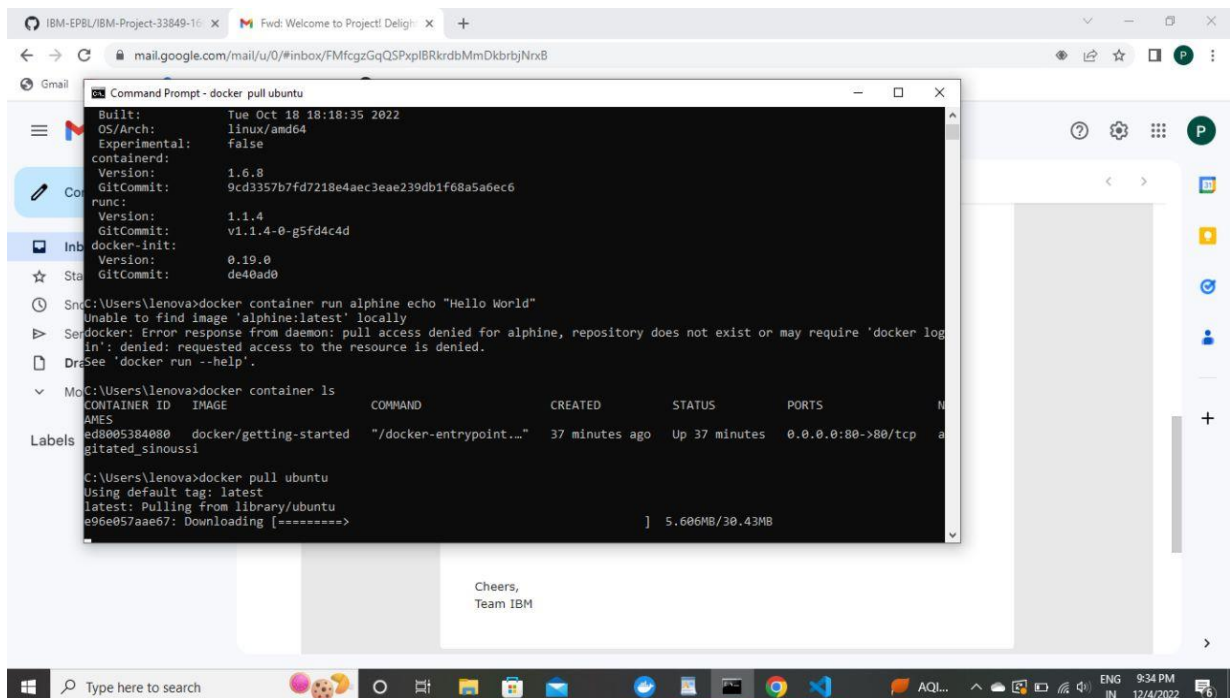 IBM-EPBL/IBM-Project-33849-16
Fwd: Welcome to Project! Deligh
mail.google.com/mail/u/0/#inbox/FMfcgzGqQSPxplBRkrdbMmDkbrbjNrxB
P
Gmail
Command Prompt - docker pull ubuntu
Built: Tue Oct 18 18:18:35 2022
OS/Arch: linux/amd64
Experimental: false
containerd:
Version: 1.6.8
GitCommit: 9cd3357b7fd7218e4aec3eae239db1f68a5a6ec6
runc:
Version: 1.1.4
GitCommit: v1.1.4-0-g5fd4c4d
docker-init:
Version: 0.19.0
GitCommit: de40ad0
C:\Users\lenova>docker container run alphine echo "Hello World"
Unable to find image 'alphine:latest' locally
docker: Error response from daemon: pull access denied for alphine, repository does not exist or may require 'docker log
in': denied: requested access to the resource is denied.
See 'docker run --help'.
C:\Users\lenova>docker container ls
CONTAINER ID IMAGE COMMAND CREATED STATUS PORTS N
AMES
ed8005384080 docker/getting-started "/docker-entrypoint.…" 37 minutes ago Up 37 minutes 0.0.0.0:80->80/tcp a
gitated_sinoussi
C:\Users\lenova>docker pull ubuntu
Using default tag: latest
latest: Pulling from library/ubuntu
e96e057aae67: Downloading [=========> ] 5.606MB/30.43MB
P
31
Co
Inb
Sta
Sno
Sen
Dra
Mo
Labels
Cheers,
Team IBM
Type here to search
AQI...
ENG
IN
9:34 PM
12/4/2022